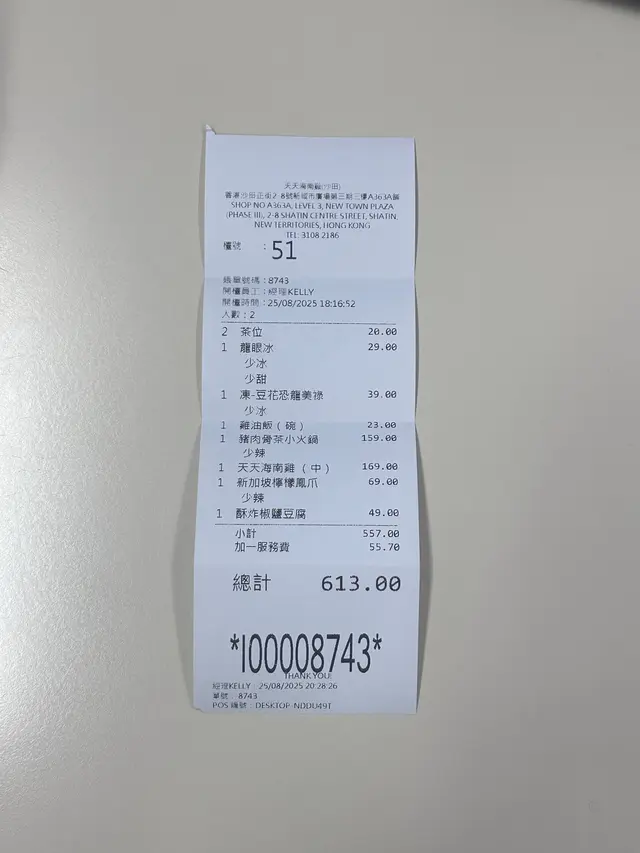 天天海南雞(沙田)
香港沙田正街2-8號新城市廣場第三期三樓A363A舖
SHOP NO A363A, LEVEL 3, NEW TOWN PLAZA
(PHASE III), 2-8 SHATIN CENTRE STREET, SHATIN,
NEW TERRITORIES, HONG KONG
TEL: 3108 2186
檯號 : 51
賬單號碼 : 8743
開檯員工 : 經理KELLY
開檯時間 : 25/08/2025 18:16:52
人數 : 2
2 茶位 20.00
1 龍眼冰 29.00
少冰
少甜
1 凍-豆花恐龍美祿 39.00
少冰
1 雞油飯（碗） 23.00
1 豬肉骨茶小火鍋 159.00
少辣
1 天天海南雞（中） 169.00
1 新加坡檸檬鳳爪 69.00
少辣
1 酥炸椒鹽豆腐 49.00
小計 557.00
加一服務費 55.70
總計 613.00
*I00008743*
THANK YOU!
經理KELLY 25/08/2025 20:28:26
單號 : 8743
POS 編號 : DESKTOP-NDDU49T